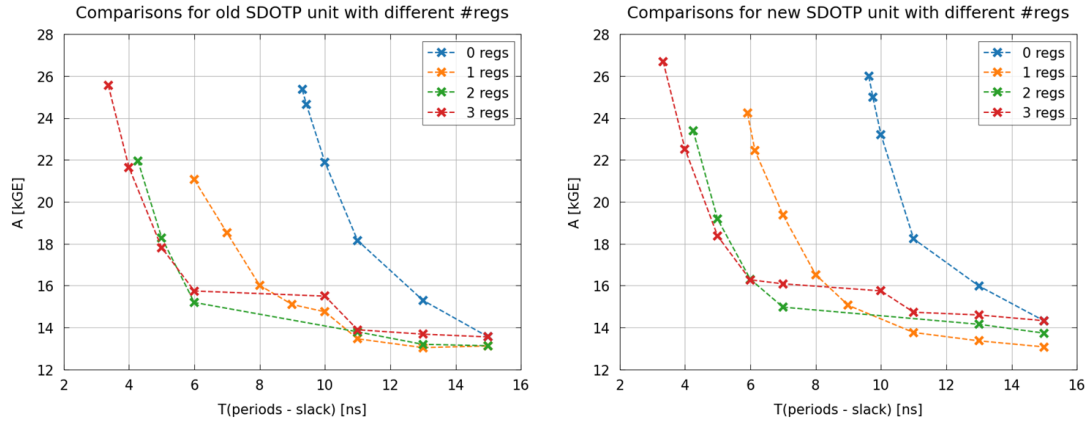 Comparisons for old SDOTP unit with different #regs
28
26
24
22
20
18
16
14
12
A [kGE]
0 regs
1 regs
2 regs
3 regs
2 4 6 8 10 12 14 16
T(periods - slack) [ns]
Comparisons for new SDOTP unit with different #regs
28
26
24
22
20
18
16
14
12
A [kGE]
0 regs
1 regs
2 regs
3 regs
2 4 6 8 10 12 14 16
T(periods - slack) [ns]